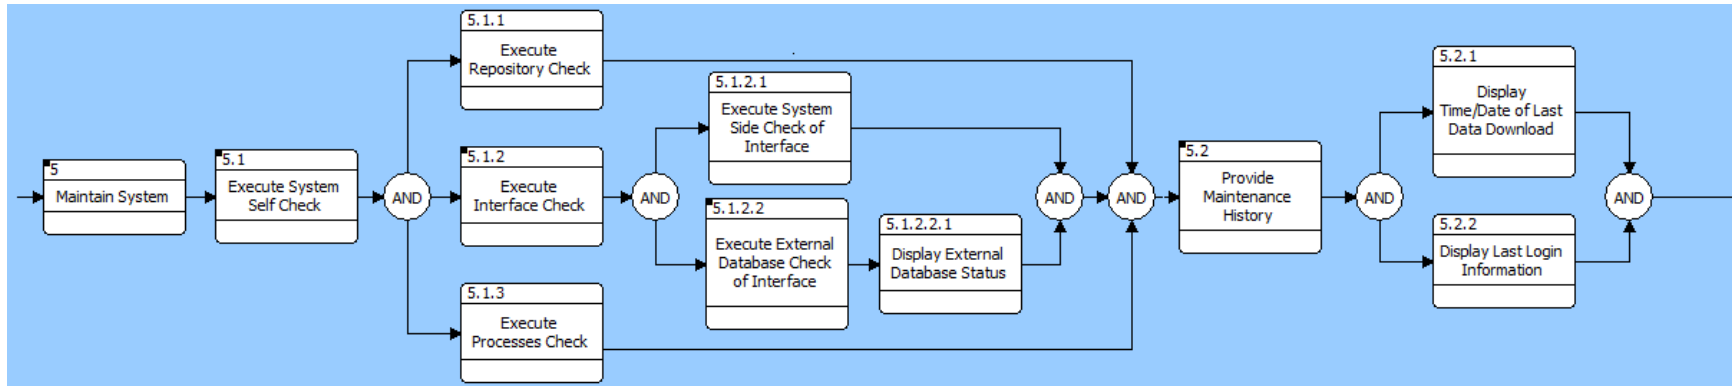 5
Maintain System
5.1
Execute System
Self Check
AND
5.1.1
Execute
Repository Check
5.1.2
Execute
Interface Check
5.1.3
Execute
Processes Check
AND
5.1.2.1
Execute System
Side Check of
Interface
5.1.2.2
Execute External
Database Check
of Interface
5.1.2.2.1
Display External
Database Status
AND
AND
5.2
Provide
Maintenance
History
AND
5.2.1
Display
Time/Date of Last
Data Download
5.2.2
Display Last Login
Information
AND